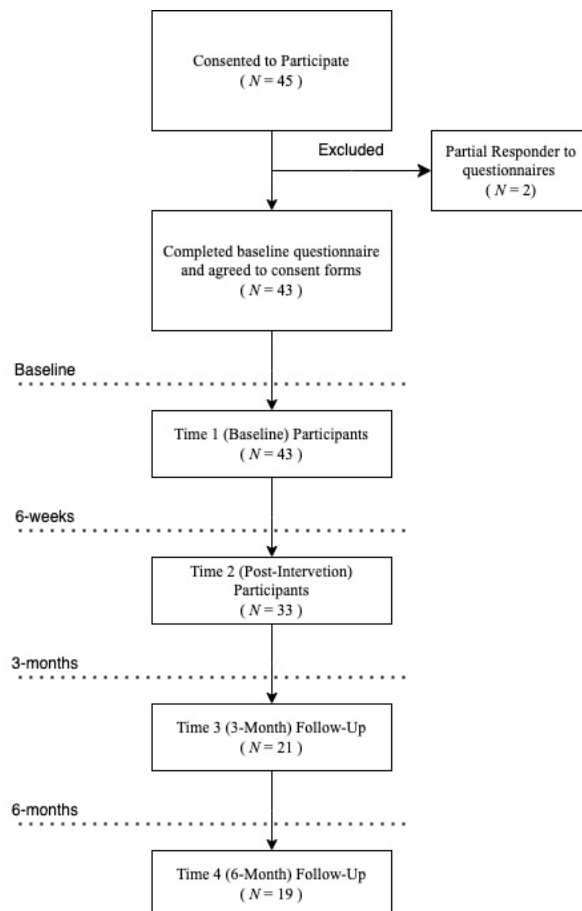 Consented to Participate
( N = 45 )
Excluded
Partial Responder to
questionnaires
( N = 2)
Completed baseline questionnaire
and agreed to consent forms
( N = 43 )
Baseline
Time 1 (Baseline) Participants
( N = 43 )
6-weeks
Time 2 (Post-Intervetion)
Participants
( N = 33 )
3-months
Time 3 (3-Month) Follow-Up
( N = 21 )
6-months
Time 4 (6-Month) Follow-Up
( N = 19 )